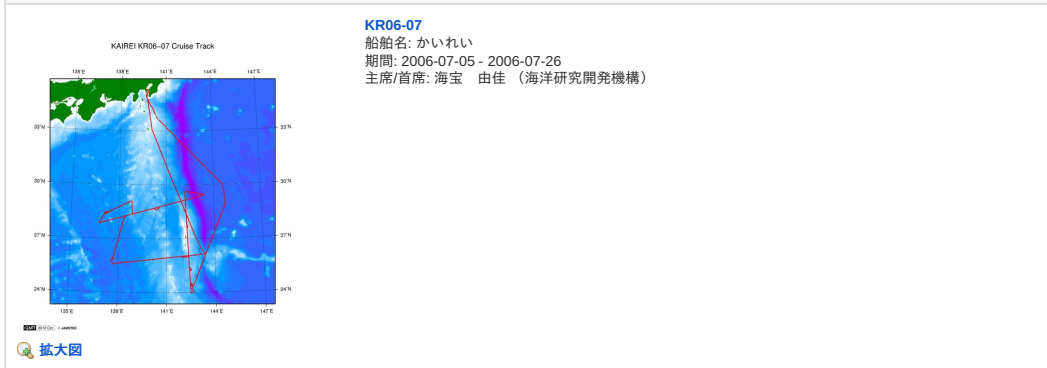 KR06-07
船舶名: かいれい
期間: 2006-07-05 - 2006-07-26
主席/首席: 海宝　由佳 （海洋研究開発機構）
KAIREI KR06-07 Cruise Track
135˚E 138˚E 141˚E 144˚E 147˚E
33˚N 33˚N
30˚N 30˚N
27˚N 27˚N
24˚N 24˚N
135˚E 138˚E 141˚E 144˚E 147˚E
拡大図